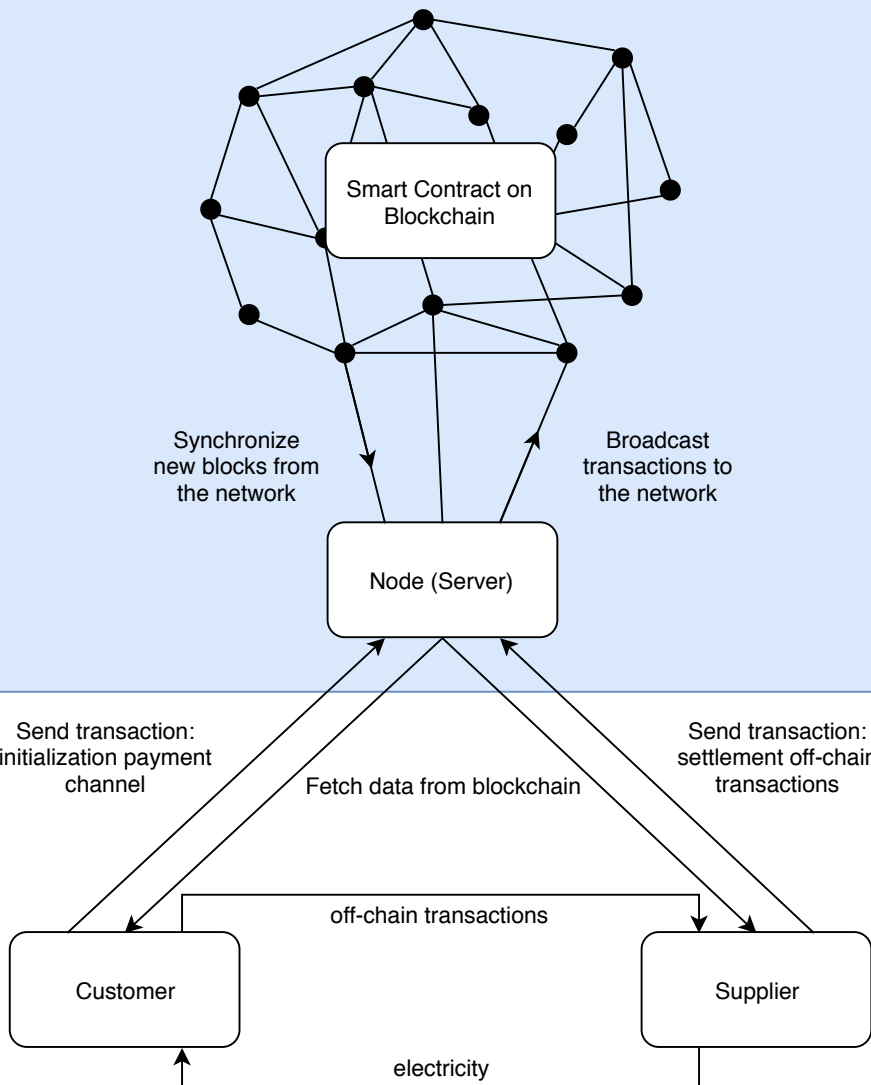 Smart Contract on
Blockchain
Synchronize
new blocks from
the network
Broadcast
transactions to
the network
Node (Server)
Send transaction:
initialization payment
channel
Send transaction:
settlement off-chain
transactions
Fetch data from blockchain
off-chain transactions
Customer
Supplier
electricity